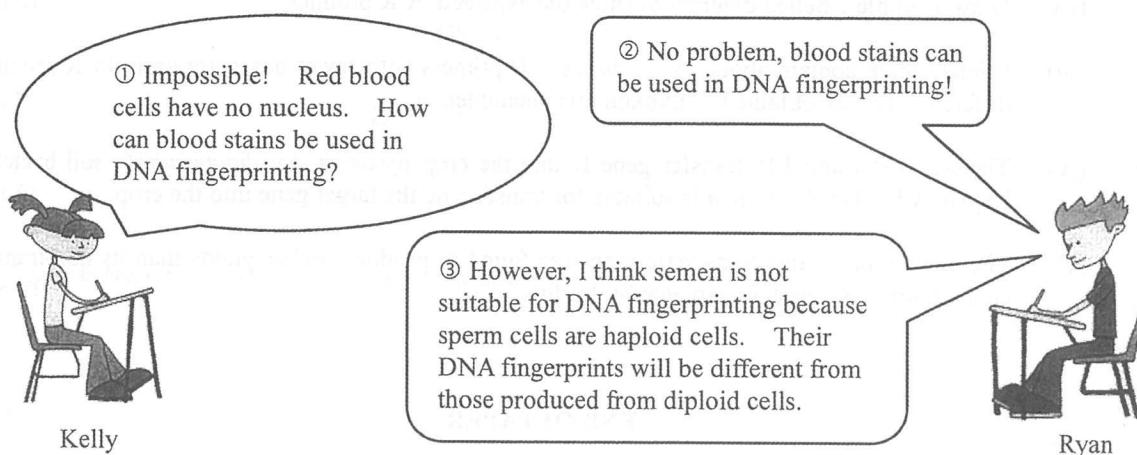 ① Impossible! Red blood
cells have no nucleus. How
can blood stains be used in
DNA fingerprinting?
② No problem, blood stains can
be used in DNA fingerprinting!
③ However, I think semen is not
suitable for DNA fingerprinting because
sperm cells are haploid cells. Their
DNA fingerprints will be different from
those produced from diploid cells.
Kelly
Ryan